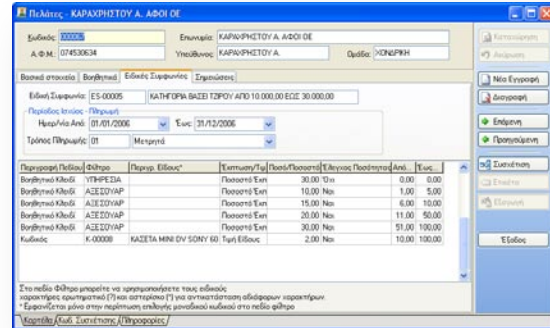 Πελάτες - ΚΑΡΑΧΡΗΣΤΟΥ Α. ΑΦΟΙ ΟΕ
Κωδικός: 000063 Επωνυμία: ΚΑΡΑΧΡΗΣΤΟΥ Α. ΑΦΟΙ ΟΕ
Α.Φ.Μ.: 074530634 Υπεύθυνος: ΚΑΡΑΧΡΗΣΤΟΥ Α. Ομάδα: ΧΟΝΔΡΙΚΗ
Καταχώρηση
Ακύρωση
Βασικά στοιχεία Βοηθητικά Ειδικές Συμφωνίες Σημειώσεις
Νέα Εγγραφή
Διαγραφή
Ειδική Συμφωνία: ES-00005 ΚΑΤΗΓΟΡΙΑ ΒΑΣΕΙ ΤΖΙΡΟΥ ΑΠΟ 10.000,00 ΕΩΣ 30.000,00
Περίοδος Ισχύος - Πληρωμή
Ημερ/νία Από: 01/01/2006 Έως: 31/12/2006
Τρόπος Πληρωμής: 01 Μετρητά
Επόμενη
Προηγούμενη
Συσχέτιση
Ετικέτα
Εξαγωγή
Έξοδος
Περιγραφή Πεδίου Φίλτρο Περιγρ. Είδους* Έκπτωση/Τιμ Ποσό/Ποσοστό Έλεγχος Ποσότητας Από... Έως...
Βοηθητικό Κλειδί ΥΠΗΡΕΣΙΑ Ποσοστό Έκπ 30,00 Όχι 0,00 0,00
Βοηθητικό Κλειδί ΑΞΕΣΟΥΑΡ Ποσοστό Έκπ 10,00 Ναι 1,00 5,00
Βοηθητικό Κλειδί ΑΞΕΣΟΥΑΡ Ποσοστό Έκπ 15,00 Ναι 6,00 10,00
Βοηθητικό Κλειδί ΑΞΕΣΟΥΑΡ Ποσοστό Έκπ 20,00 Ναι 11,00 50,00
Βοηθητικό Κλειδί ΑΞΕΣΟΥΑΡ Ποσοστό Έκπ 30,00 Ναι 51,00 100,00
Κωδικός Κ-00008 ΚΑΣΕΤΑ MINI DV SONY 60 Τιμή Είδους 2,00 Ναι 10,00 100,00
Στο πεδίο Φίλτρο μπορείτε να χρησιμοποιήσετε τους ειδικούς
χαρακτήρες ερωτηματικό (?) και αστερίσκο (*) για αντικατάσταση αδιάφορων χαρακτήρων.
* Εμφανίζεται μόνο στην περίπτωση επιλογής μοναδικού κωδικού στο πεδίο φίλτρο
Καρτέλα Κωδ. Συσχέτισης Πληροφορίες